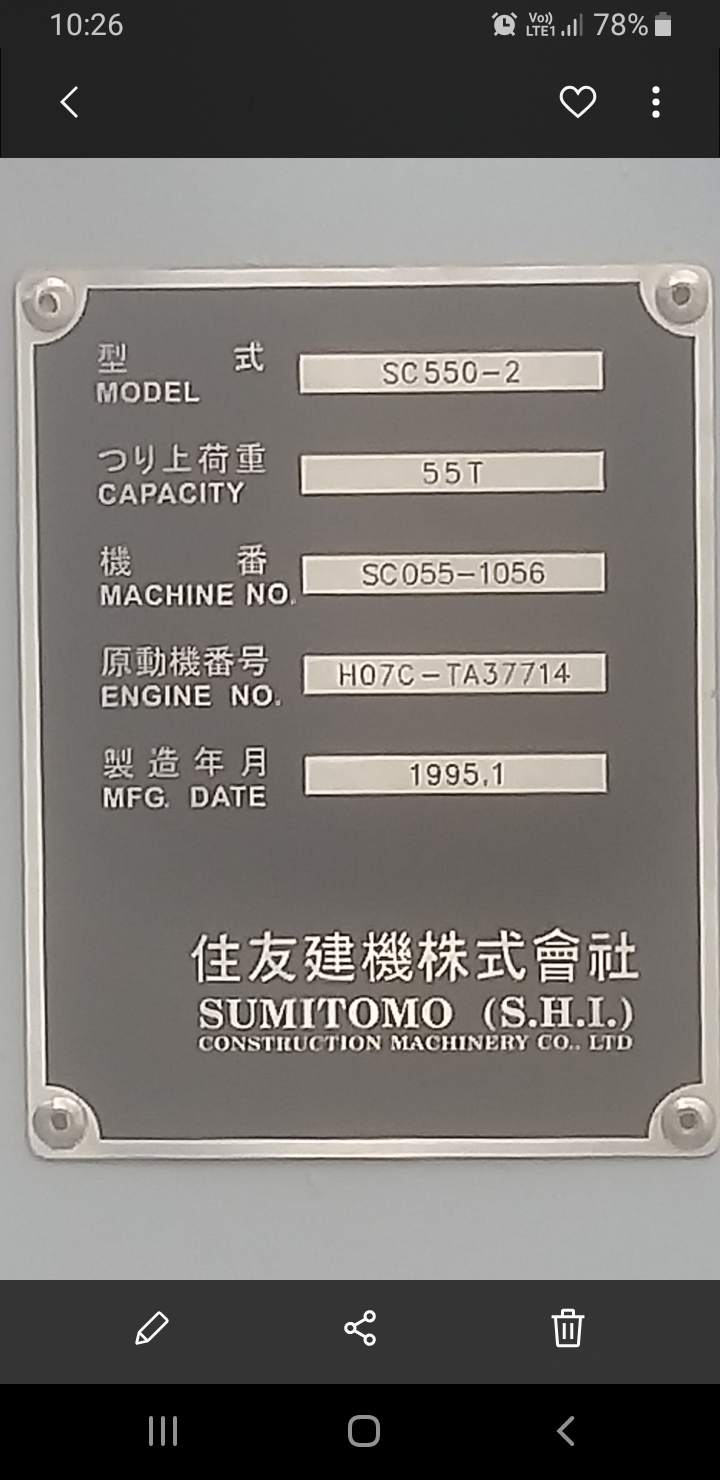 10:26
Vo)) LTE1 78%
型 式
MODEL
SC550-2
つり上荷重
CAPACITY
55T
機 番
MACHINE NO.
SC055-1056
原動機番号
ENGINE NO.
H07C-TA37714
製造年月
MFG. DATE
1995.1
住友建機株式會社
SUMITOMO (S.H.I.)
CONSTRUCTION MACHINERY CO., LTD